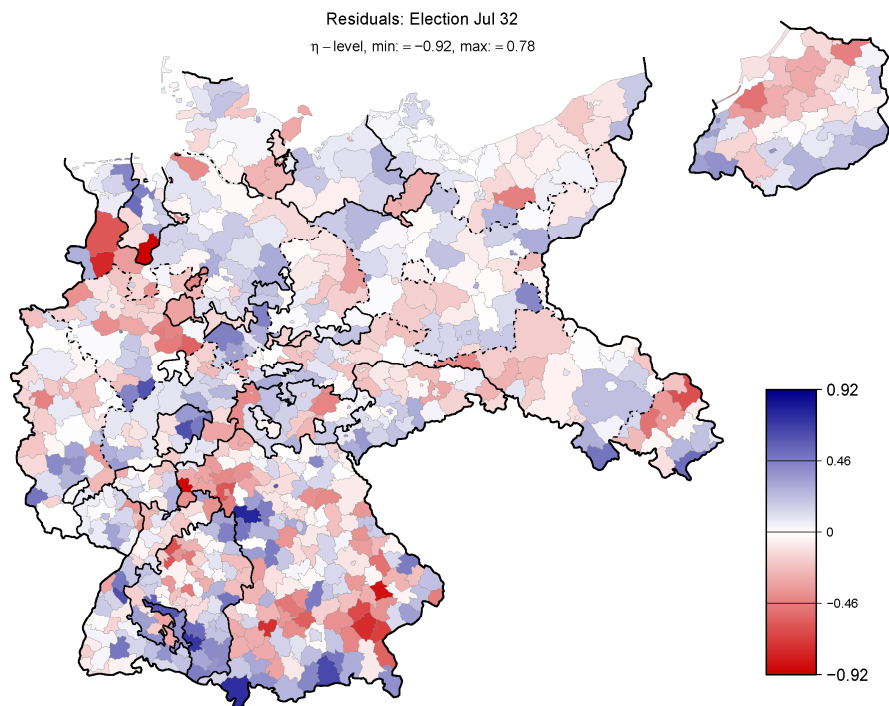 Residuals: Election Jul 32
η – level, min: = −0.92, max: = 0.78
0.92
0.46
0
−0.46
−0.92